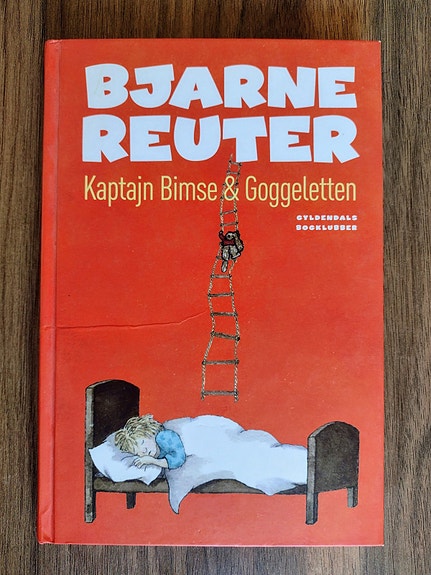 BJARNE
REUTER
Kaptajn Bimse & Goggeletten
GYLDENDALS
BOGKLUBBER